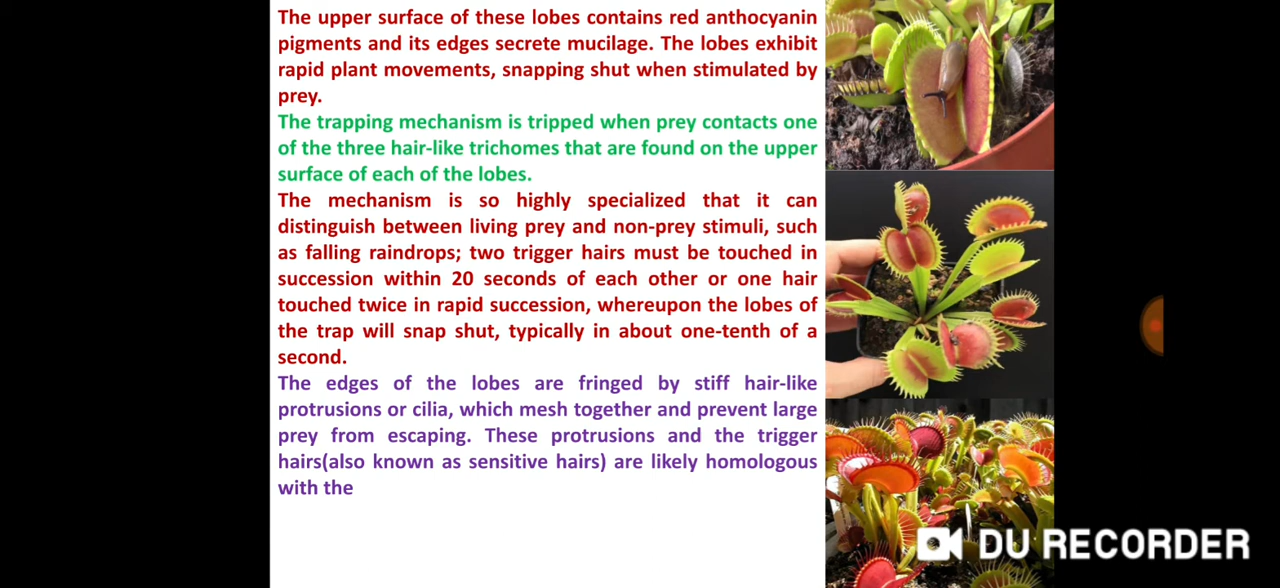 The upper surface of these lobes contains red anthocyanin
pigments and its edges secrete mucilage. The lobes exhibit
rapid plant movements, snapping shut when stimulated by
prey.
The trapping mechanism is tripped when prey contacts one
of the three hair-like trichomes that are found on the upper
surface of each of the lobes.
The mechanism is so highly specialized that it can
distinguish between living prey and non-prey stimuli, such
as falling raindrops; two trigger hairs must be touched in
succession within 20 seconds of each other or one hair
touched twice in rapid succession, whereupon the lobes of
the trap will snap shut, typically in about one-tenth of a
second.
The edges of the lobes are fringed by stiff hair-like
protrusions or cilia, which mesh together and prevent large
prey from escaping. These protrusions and the trigger
hairs(also known as sensitive hairs) are likely homologous
with the
DU RECORDER